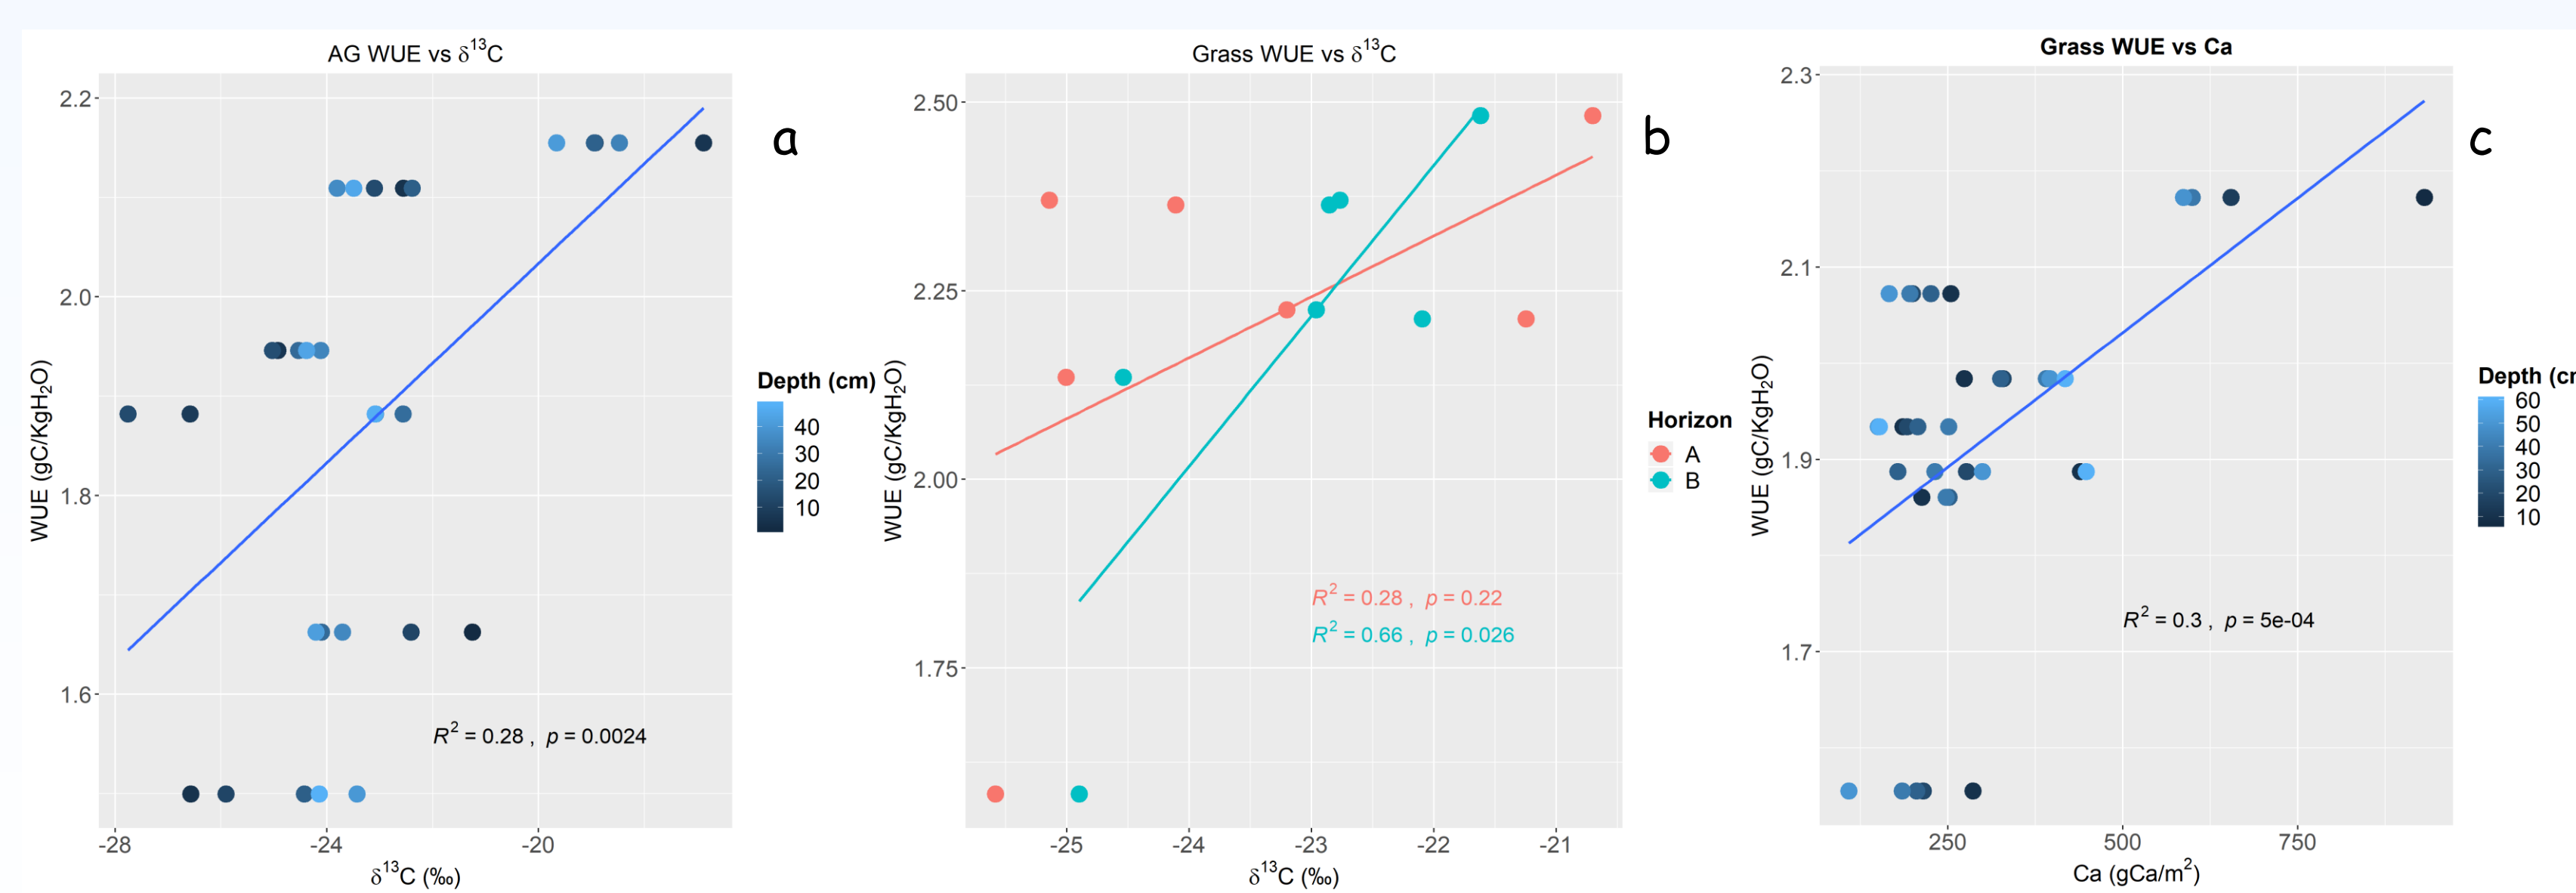 AG WUE vs δ¹³C
2.2
2.0
1.8
1.6
WUE (gC/KgH₂O)
-28
-24
-20
δ¹³C (‰)
R² = 0.28 , p = 0.0024
a
Depth (cm)
40
30
20
10
Grass WUE vs δ¹³C
2.50
2.25
2.00
1.75
WUE (gC/KgH₂O)
-25
-24
-23
-22
-21
δ¹³C (‰)
R² = 0.28 , p = 0.22
R² = 0.66 , p = 0.026
b
Horizon
A
B
Grass WUE vs Ca
2.3
2.1
1.9
1.7
WUE (gC/KgH₂O)
250
500
750
Ca (gCa/m²)
R² = 0.3 , p = 5e-04
c
Depth (c
60
50
40
30
20
10